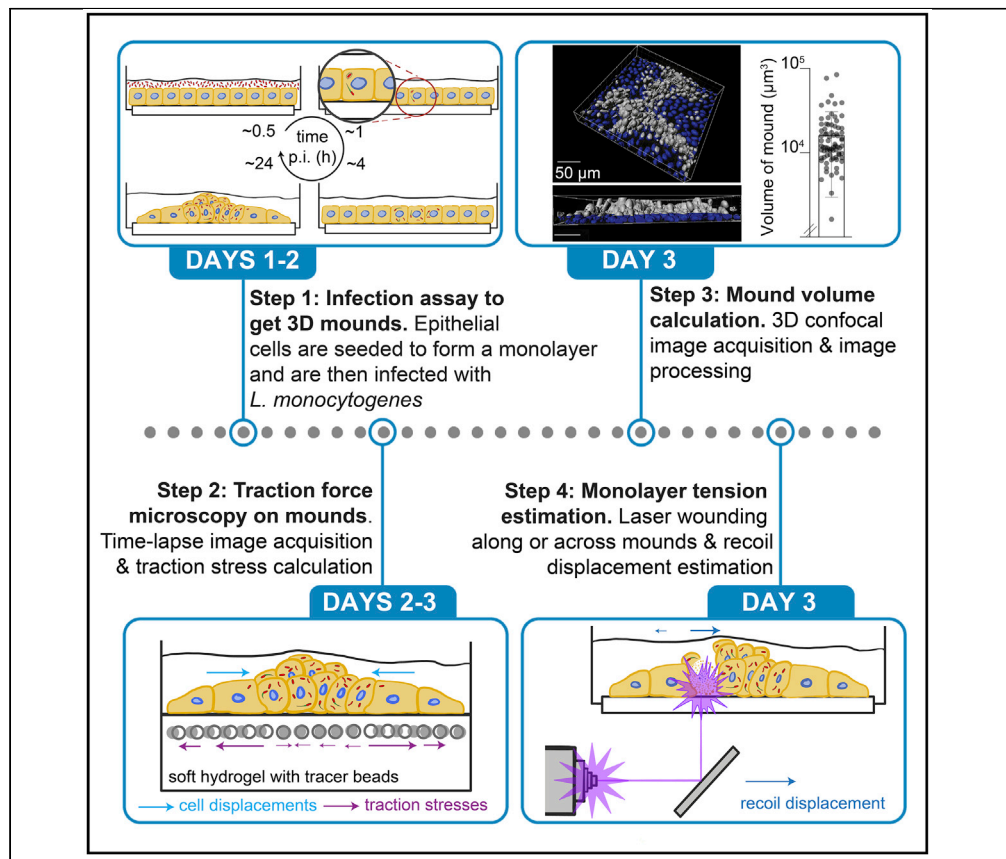 ~0.5
~1
time
p.i. (h)
~24
~4
DAYS 1-2
50 µm
Volume of mound (µm³)
10⁵
10⁴
DAY 3
Step 1: Infection assay to
get 3D mounds. Epithelial
cells are seeded to form a monolayer
and are then infected with
L. monocytogenes
Step 3: Mound volume
calculation. 3D confocal
image acquisition & image
processing
Step 2: Traction force
microscopy on mounds.
Time-lapse image acquisition
& traction stress calculation
DAYS 2-3
Step 4: Monolayer tension
estimation. Laser wounding
along or across mounds & recoil
displacement estimation
DAY 3
soft hydrogel with tracer beads
cell displacements
traction stresses
recoil displacement